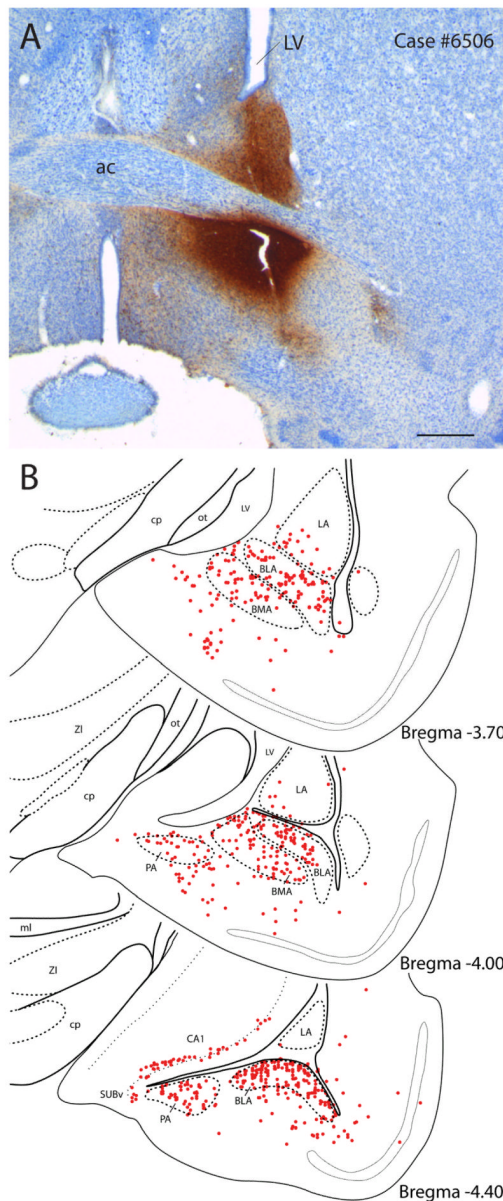 A
LV
Case #6506
ac
B
cp
ot
LV
LA
BLA
BMA
Bregma -3.70
ZI
ot
cp
LV
LA
PA
BMA
BLA
Bregma -4.00
ml
ZI
cp
CA1
LA
SUBv
PA
BLA
Bregma -4.40